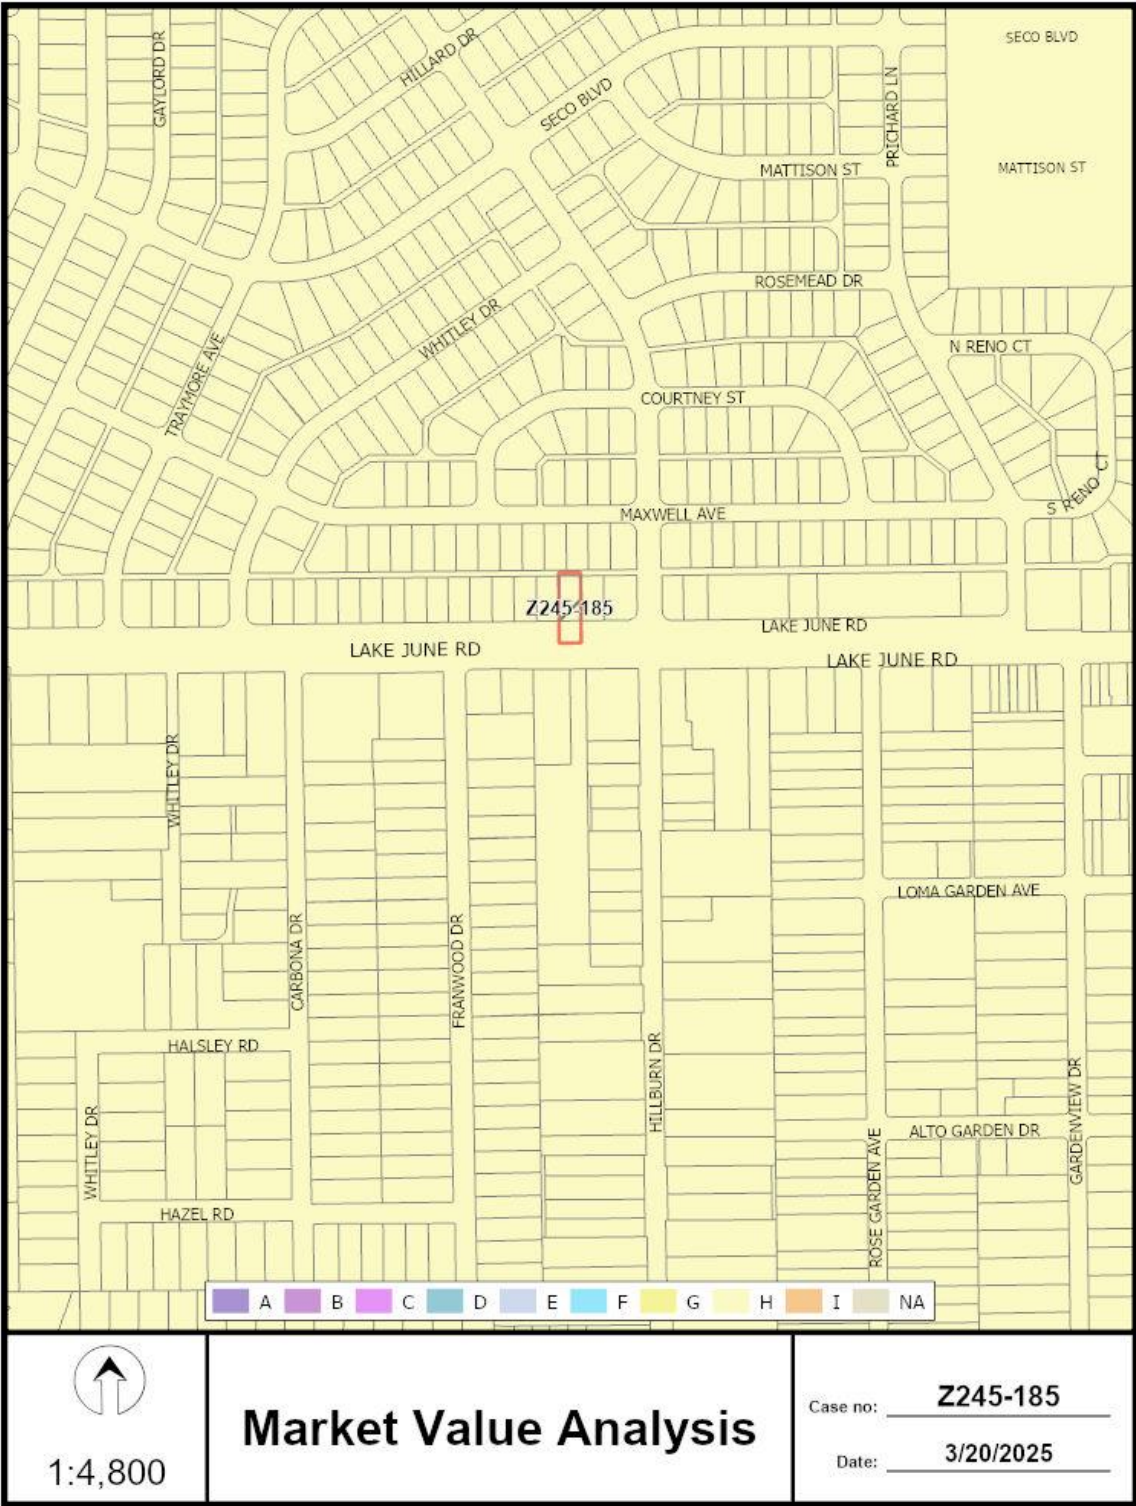 SECO BLVD
GAYLORD DR
HILLARD DR
SECO BLVD
PRICHARD LN
MATTISON ST
MATTISON ST
ROSEMEAD DR
WHITLEY DR
TRAYMORE AVE
N RENO CT
COURTNEY ST
S RENO CT
MAXWELL AVE
Z245-185
LAKE JUNE RD
LAKE JUNE RD
LAKE JUNE RD
WHITLEY DR
LOMA GARDEN AVE
CARBONA DR
FRANWOOD DR
HALSLEY RD
HILLBURN DR
WHITLEY DR
ALTO GARDEN DR
GARDENVIEW DR
ROSE GARDEN AVE
HAZEL RD
A B C D E F G H I NA
1:4,800
Market Value Analysis
Case no: Z245-185
Date: 3/20/2025